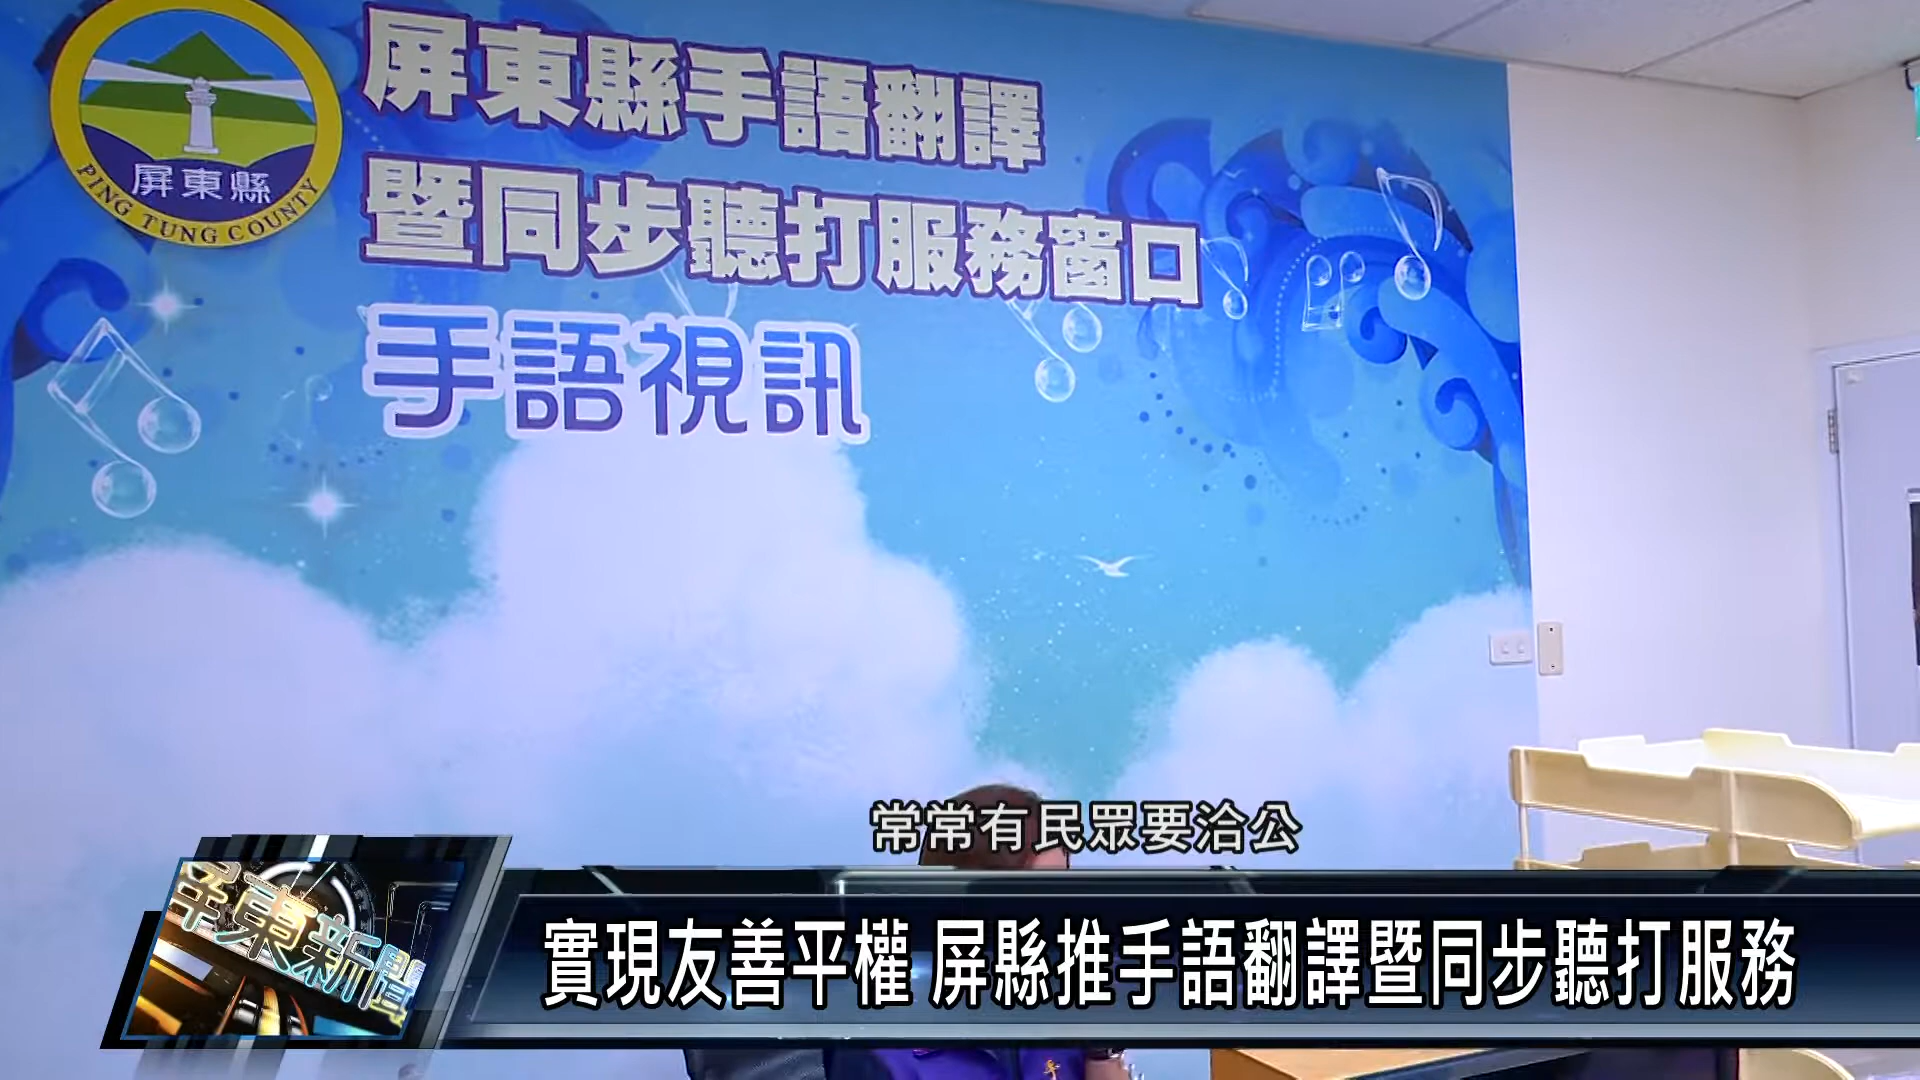 屏東縣
PING TUNG COUNTY
屏東縣手語翻譯
暨同步聽打服務窗口
手語視訊
常常有民眾要洽公
屏東新聞
實現友善平權 屏縣推手語翻譯暨同步聽打服務